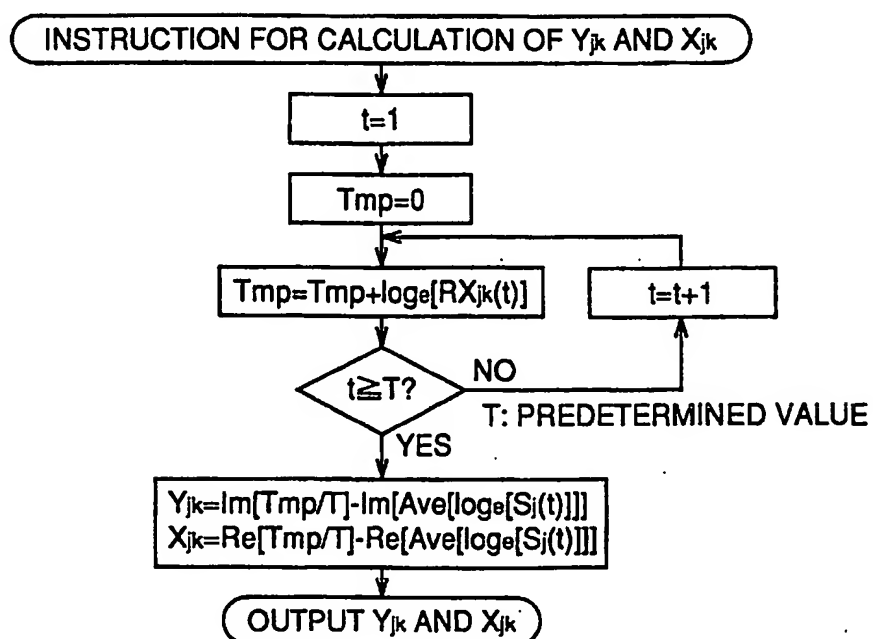 INSTRUCTION FOR CALCULATION OF Yjk AND Xjk
t=1
Tmp=0
Tmp=Tmp+loge[RXjk(t)]
t=t+1
t≧T?
NO
T: PREDETERMINED VALUE
YES
Yjk=Im[Tmp/T]-Im[Ave[loge[Sj(t)]]]
Xjk=Re[Tmp/T]-Re[Ave[loge[Sj(t)]]]
OUTPUT Yjk AND Xjk